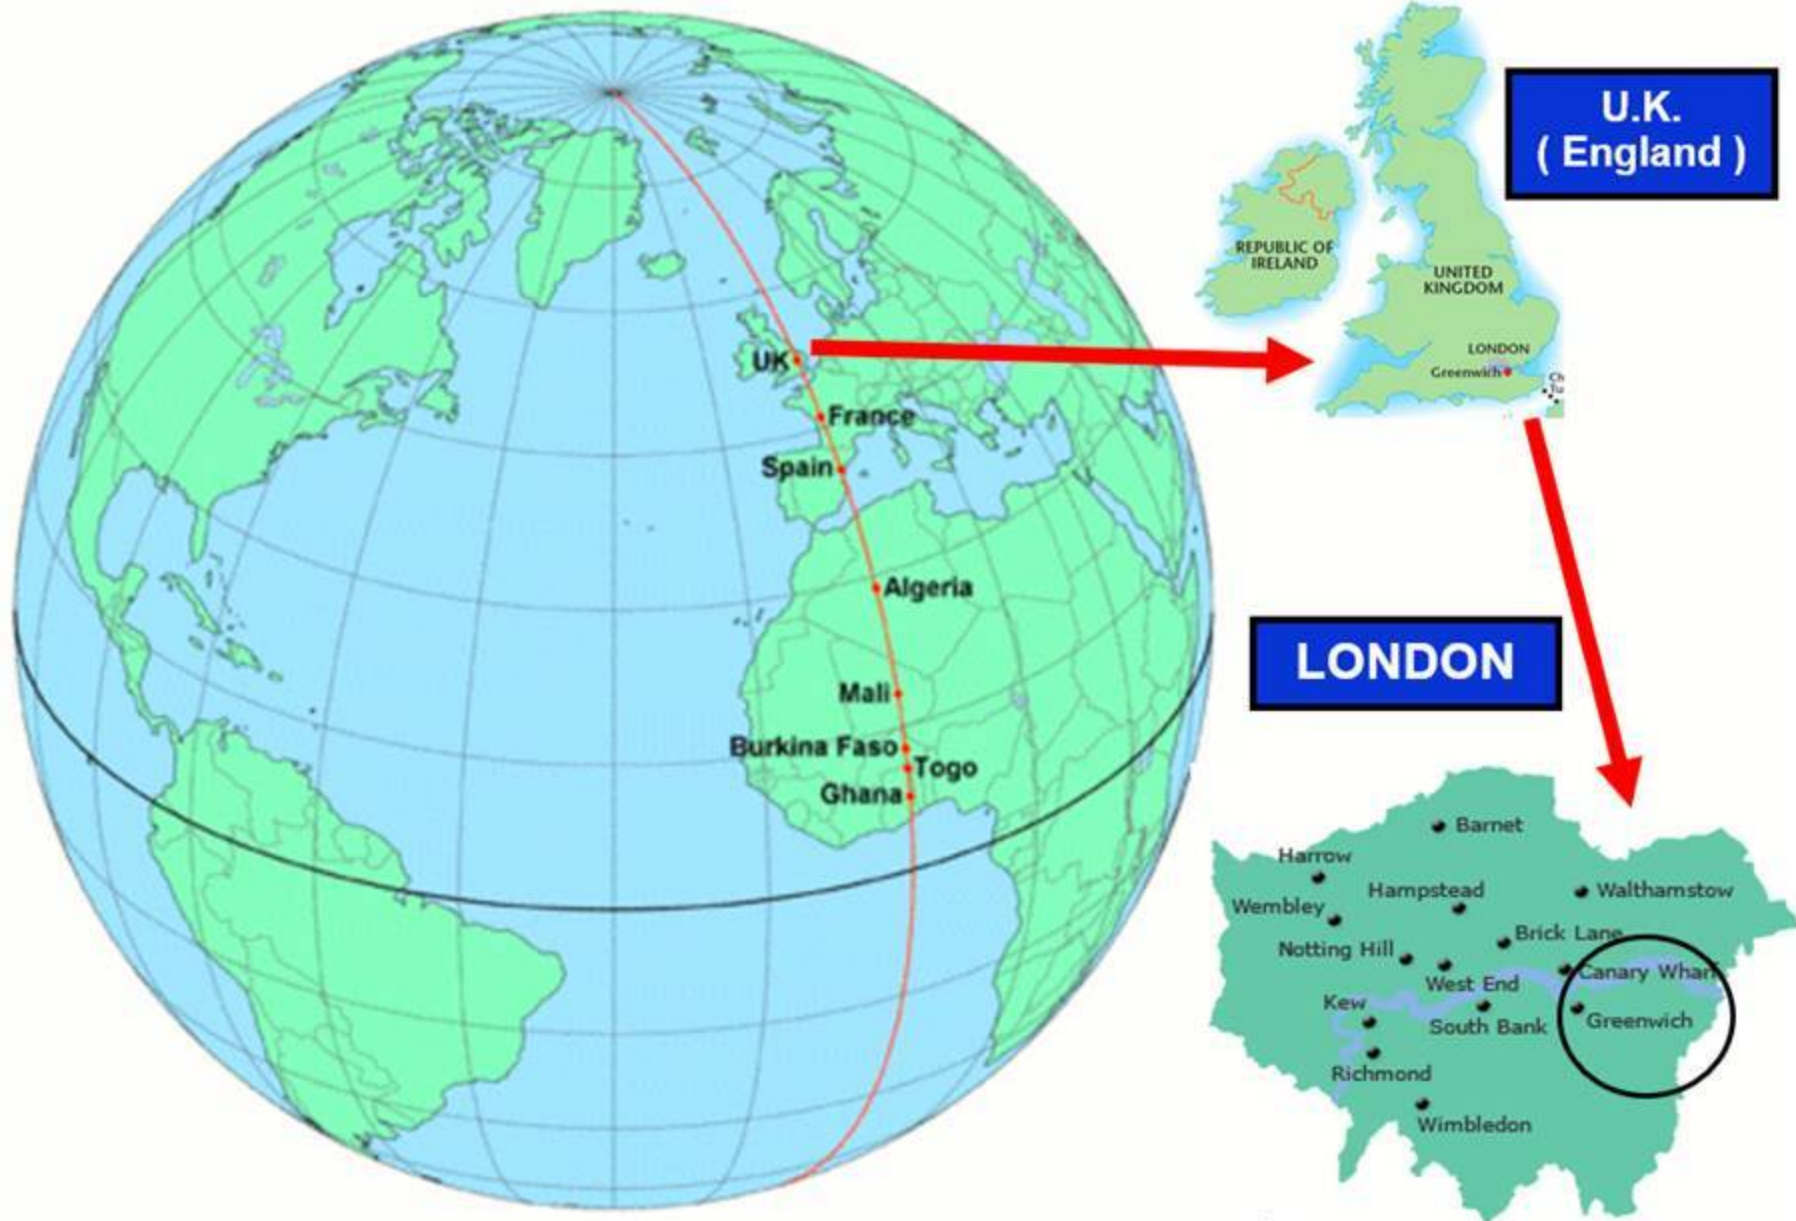 UK
France
Spain
Algeria
Mali
Burkina Faso
Togo
Ghana
U.K.
( England )
REPUBLIC OF
IRELAND
UNITED
KINGDOM
LONDON
Greenwich
LONDON
Barnet
Harrow
Hampstead
Walthamstow
Wembley
Brick Lane
Notting Hill
Canary Wharf
West End
Kew
South Bank
Greenwich
Richmond
Wimbledon